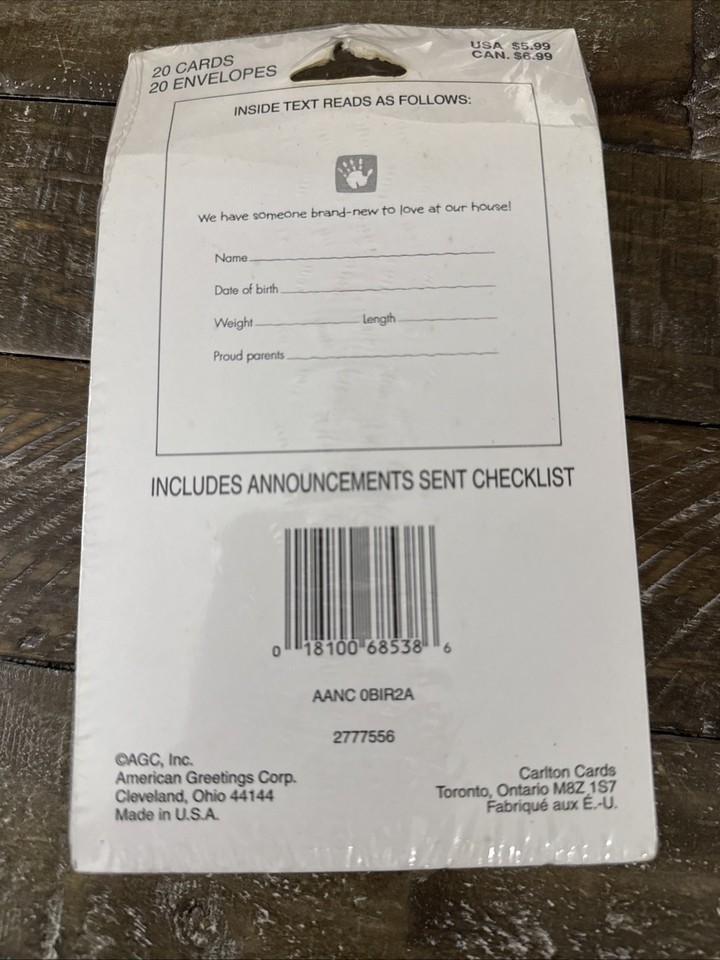 20 CARDS
20 ENVELOPES
USA $5.99
CAN. $6.99
INSIDE TEXT READS AS FOLLOWS:
We have someone brand-new to love at our house!
Name
Date of birth
Weight Length
Proud parents
INCLUDES ANNOUNCEMENTS SENT CHECKLIST
0 18100 68538 6
AANC 0BIR2A
2777556
©AGC, Inc.
American Greetings Corp.
Cleveland, Ohio 44144
Made in U.S.A.
Carlton Cards
Toronto, Ontario M8Z 1S7
Fabriqué aux É.-U.